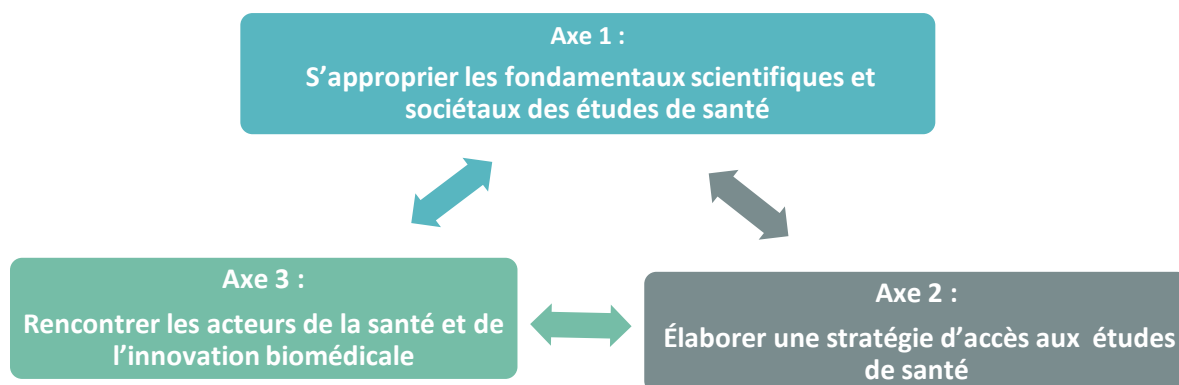 Axe 1 :
S’approprier les fondamentaux scientifiques et
sociétaux des études de santé
Axe 3 :
Rencontrer les acteurs de la santé et de
l’innovation biomédicale
Axe 2 :
Élaborer une stratégie d’accès aux  études
de santé